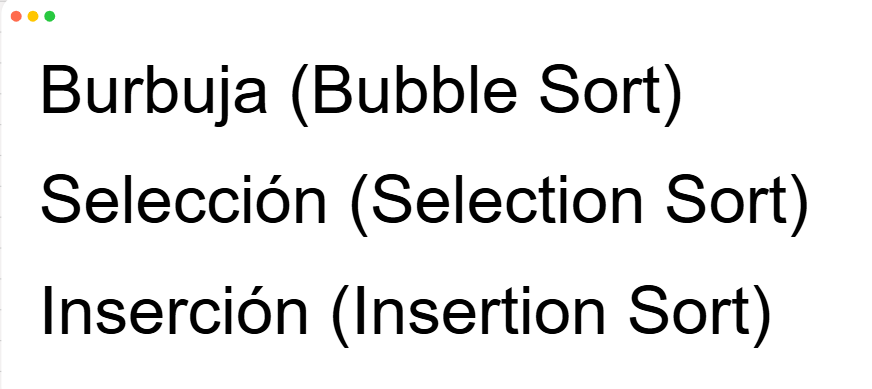 Burbuja (Bubble Sort)
Selección (Selection Sort)
Inserción (Insertion Sort)